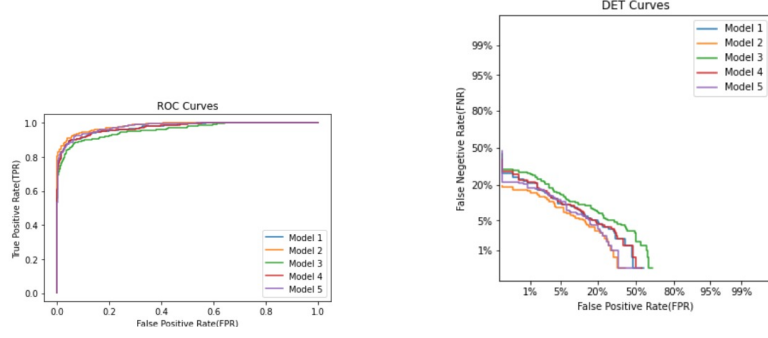 ROC Curves
True Positive Rate(TPR)
1.0
0.8
0.6
0.4
0.2
0.0
Model 1
Model 2
Model 3
Model 4
Model 5
0.0 0.2 0.4 0.6 0.8 1.0
False Positive Rate(FPR)
DET Curves
False Negetive Rate(FNR)
99%
95%
80%
50%
20%
5%
1%
Model 1
Model 2
Model 3
Model 4
Model 5
1% 5% 20% 50% 80% 95% 99%
False Positive Rate(FPR)